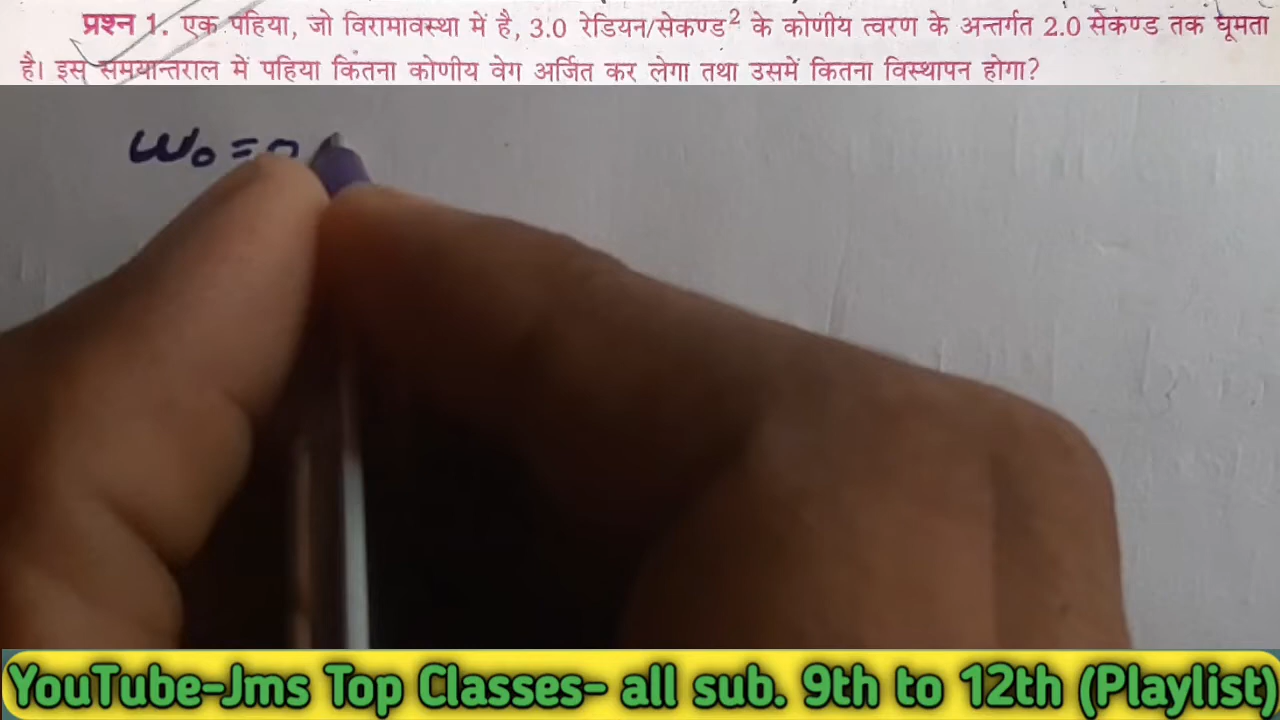 प्रश्न 1. एक पहिया, जो विरामावस्था में है, 3.0 रेडियन/सेकण्ड² के कोणीय त्वरण के अन्तर्गत 2.0 सेकण्ड तक घूमता
है। इस समयान्तराल में पहिया कितना कोणीय वेग अर्जित कर लेगा तथा उसमें कितना विस्थापन होगा?
ω₀ = 0
YouTube-Jms Top Classes- all sub. 9th to 12th (Playlist)